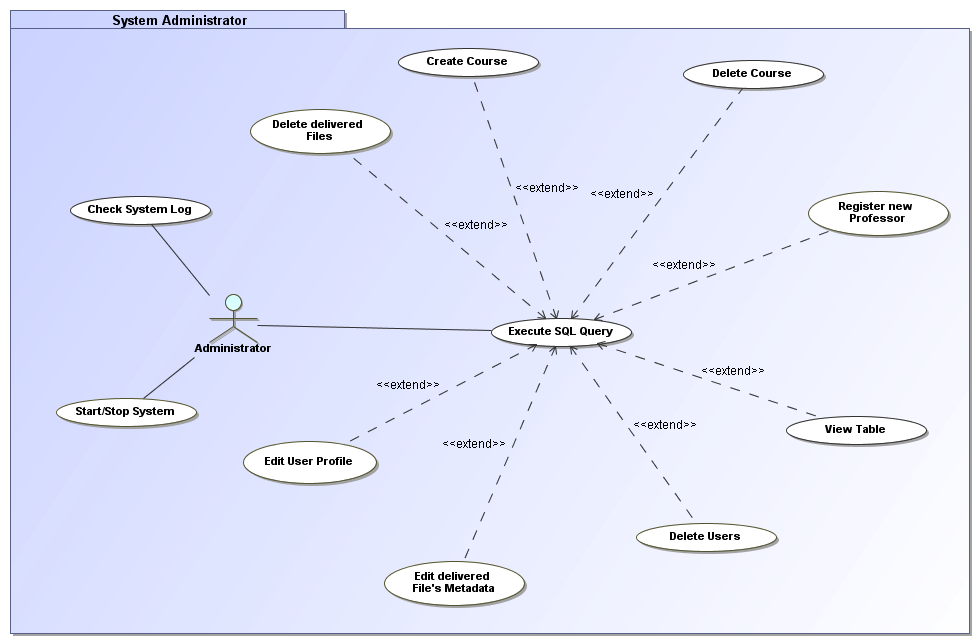 System Administrator
Create Course
Delete Course
Delete delivered
Files
<<extend>>
<<extend>>
Check System Log
Register new
Professor
<<extend>>
<<extend>>
Administrator
Execute SQL Query
<<extend>>
<<extend>>
Start/Stop System
<<extend>>
<<extend>>
View Table
Edit User Profile
Delete Users
Edit delivered
File's Metadata